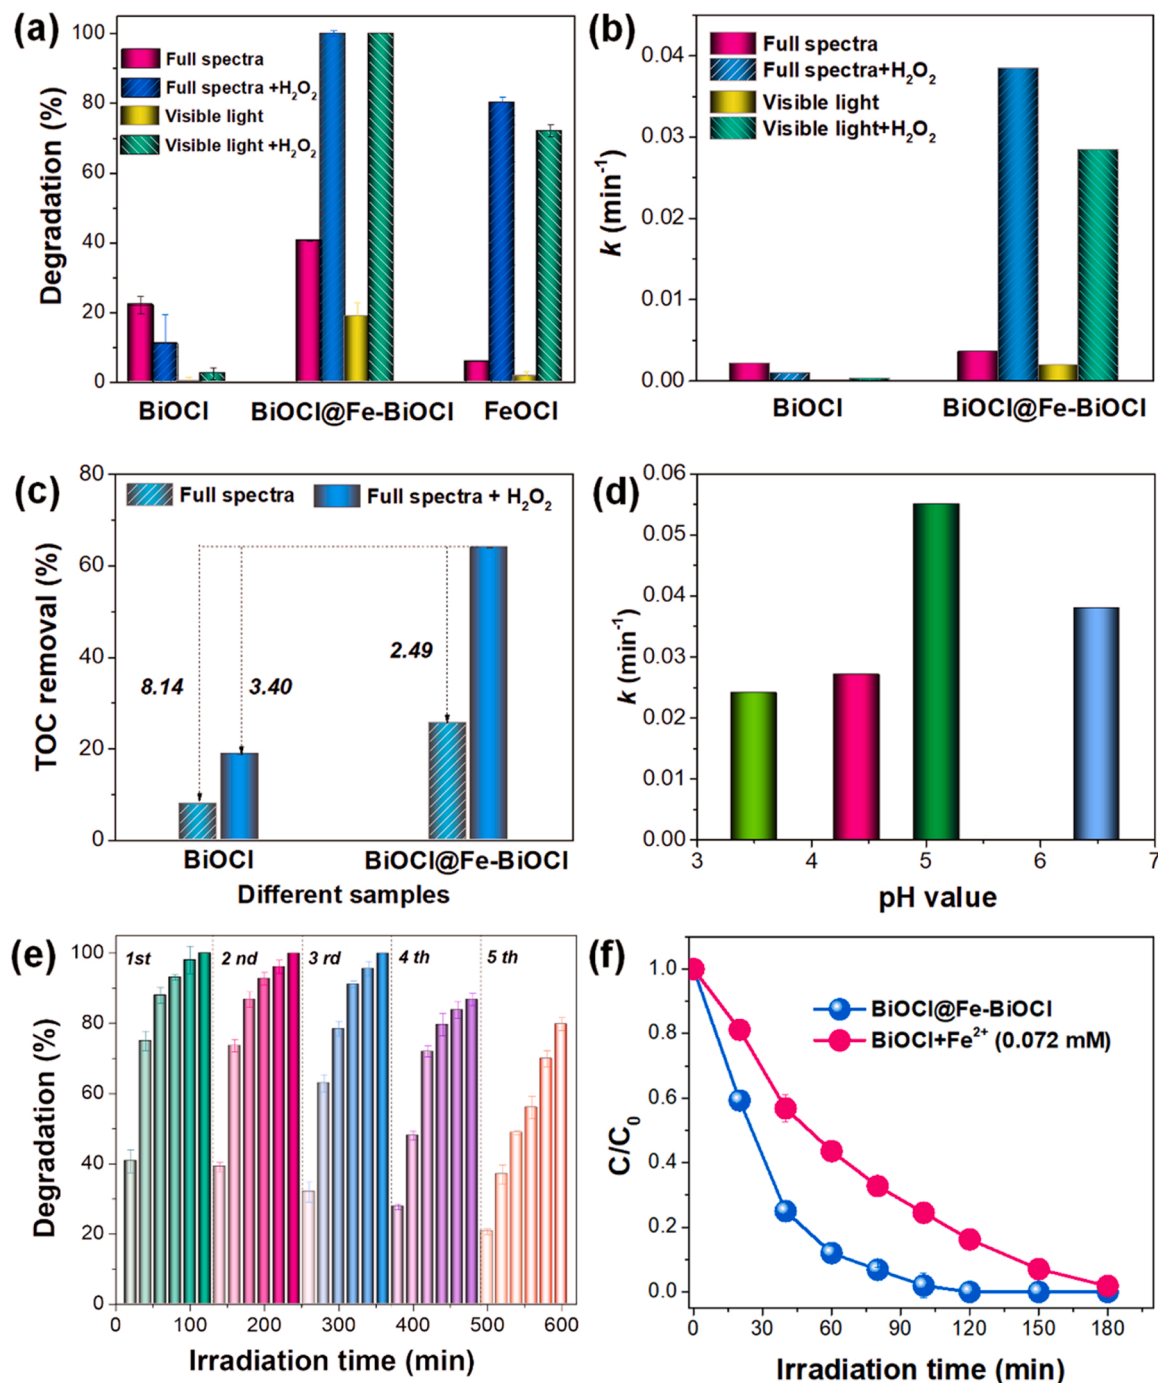 (a)
Degradation (%)
100
80
60
40
20
0
Full spectra
Full spectra +H₂O₂
Visible light
Visible light +H₂O₂
BiOCl
BiOCl@Fe-BiOCl
FeOCl
(b)
k (min⁻¹)
0.04
0.03
0.02
0.01
0.00
Full spectra
Full spectra+H₂O₂
Visible light
Visible light+H₂O₂
BiOCl
BiOCl@Fe-BiOCl
(c)
TOC removal (%)
80
60
40
20
0
Full spectra
Full spectra + H₂O₂
8.14
3.40
2.49
BiOCl
BiOCl@Fe-BiOCl
Different samples
(d)
k (min⁻¹)
0.06
0.05
0.04
0.03
0.02
0.01
0.00
3 4 5 6 7
pH value
(e)
Degradation (%)
100
80
60
40
20
0
1st 2 nd 3 rd 4 th 5 th
0 100 200 300 400 500 600
Irradiation time (min)
(f)
C/C₀
1.0
0.8
0.6
0.4
0.2
0.0
BiOCl@Fe-BiOCl
BiOCl+Fe²⁺ (0.072 mM)
0 30 60 90 120 150 180
Irradiation time (min)